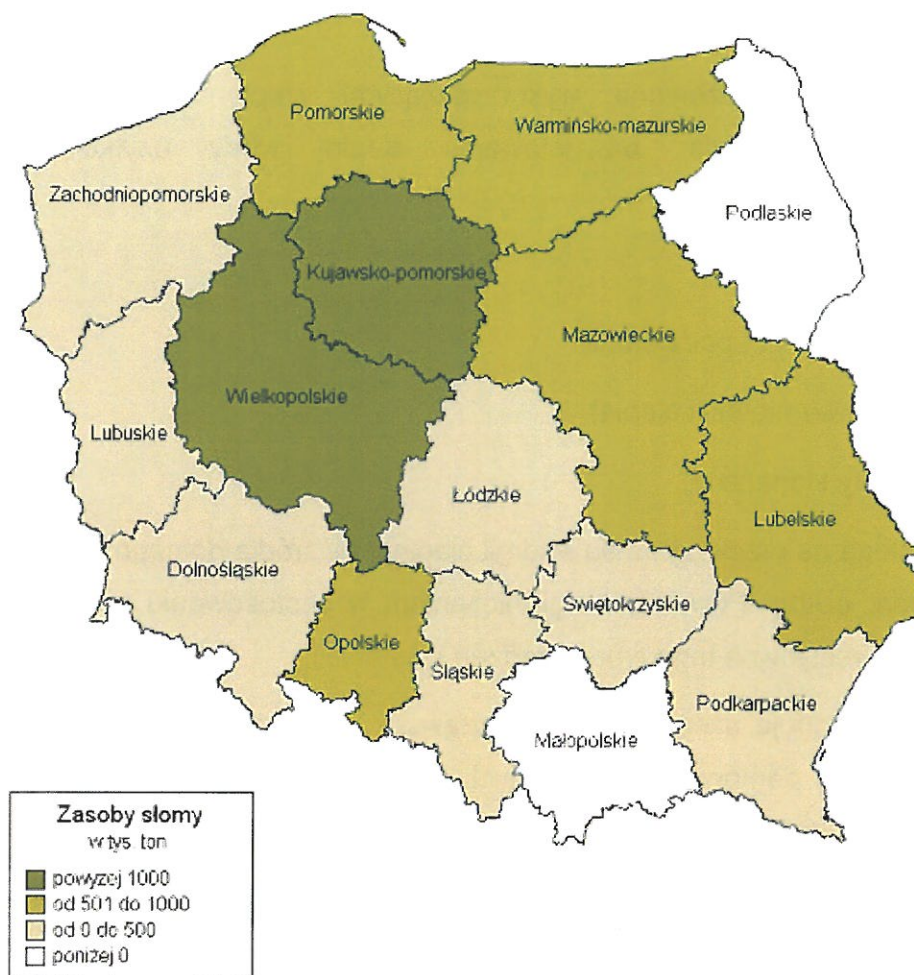 Pomorskie
Warmińsko-mazurskie
Zachodniopomorskie
Podlaskie
Kujawsko-pomorskie
Mazowieckie
Wielkopolskie
Lubuskie
Łódzkie
Lubelskie
Dolnośląskie
Świętokrzyskie
Opolskie
Śląskie
Podkarpackie
Małopolskie
Zasoby słomy
w tys. ton
powyżej 1000
od 501 do 1000
od 0 do 500
poniżej 0